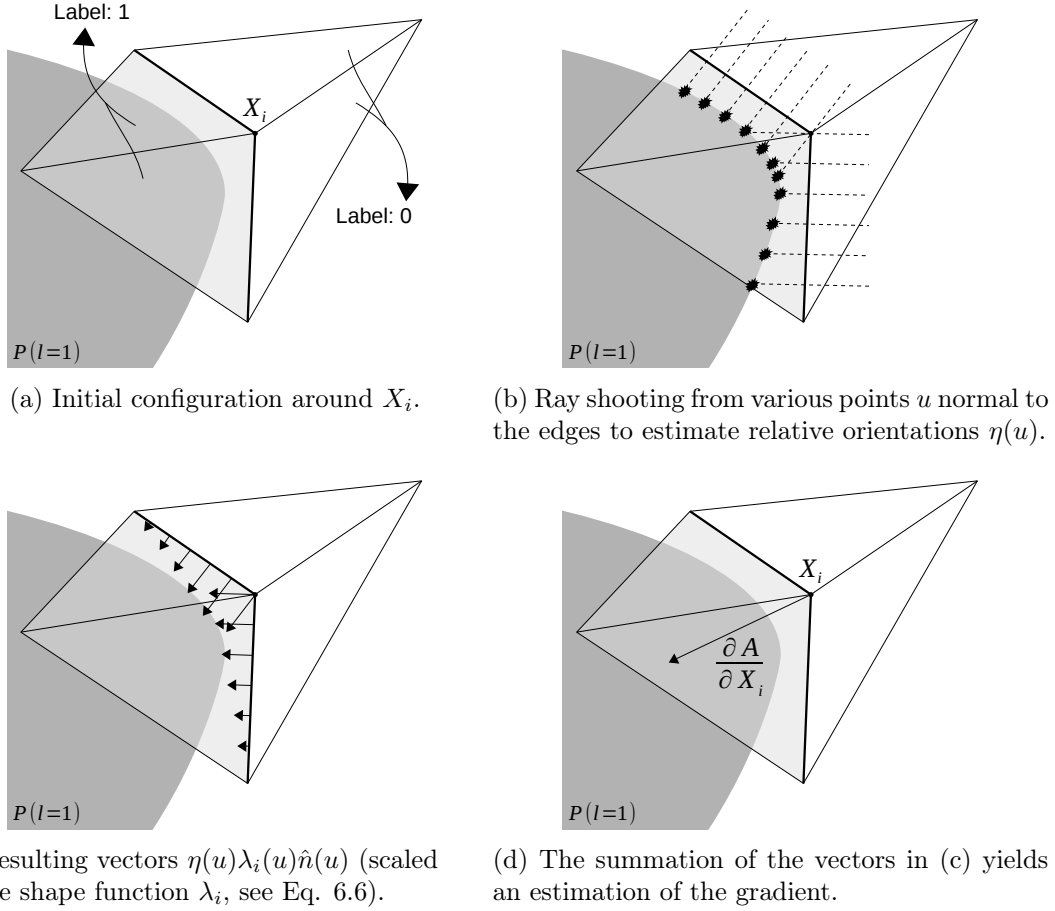 Label: 1
X_i
Label: 0
P(l=1)
(a) Initial configuration around X_i.
P(l=1)
(b) Ray shooting from various points u normal to
the edges to estimate relative orientations η(u).
P(l=1)
esulting vectors η(u)λ_i(u)n̂(u) (scaled
e shape function λ_i, see Eq. 6.6).
X_i
∂A
∂X_i
P(l=1)
(d) The summation of the vectors in (c) yields
an estimation of the gradient.